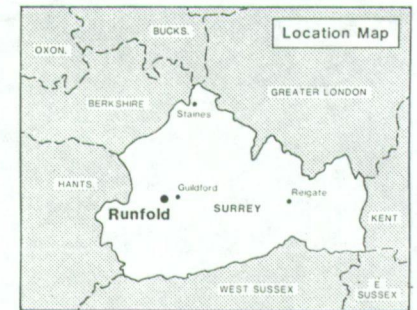 Location Map
BUCKS.
OXON.
GREATER LONDON
BERKSHIRE
Staines
HANTS.
Guildford
Reigate
Runfold
SURREY
KENT
WEST SUSSEX
E.
SUSSEX